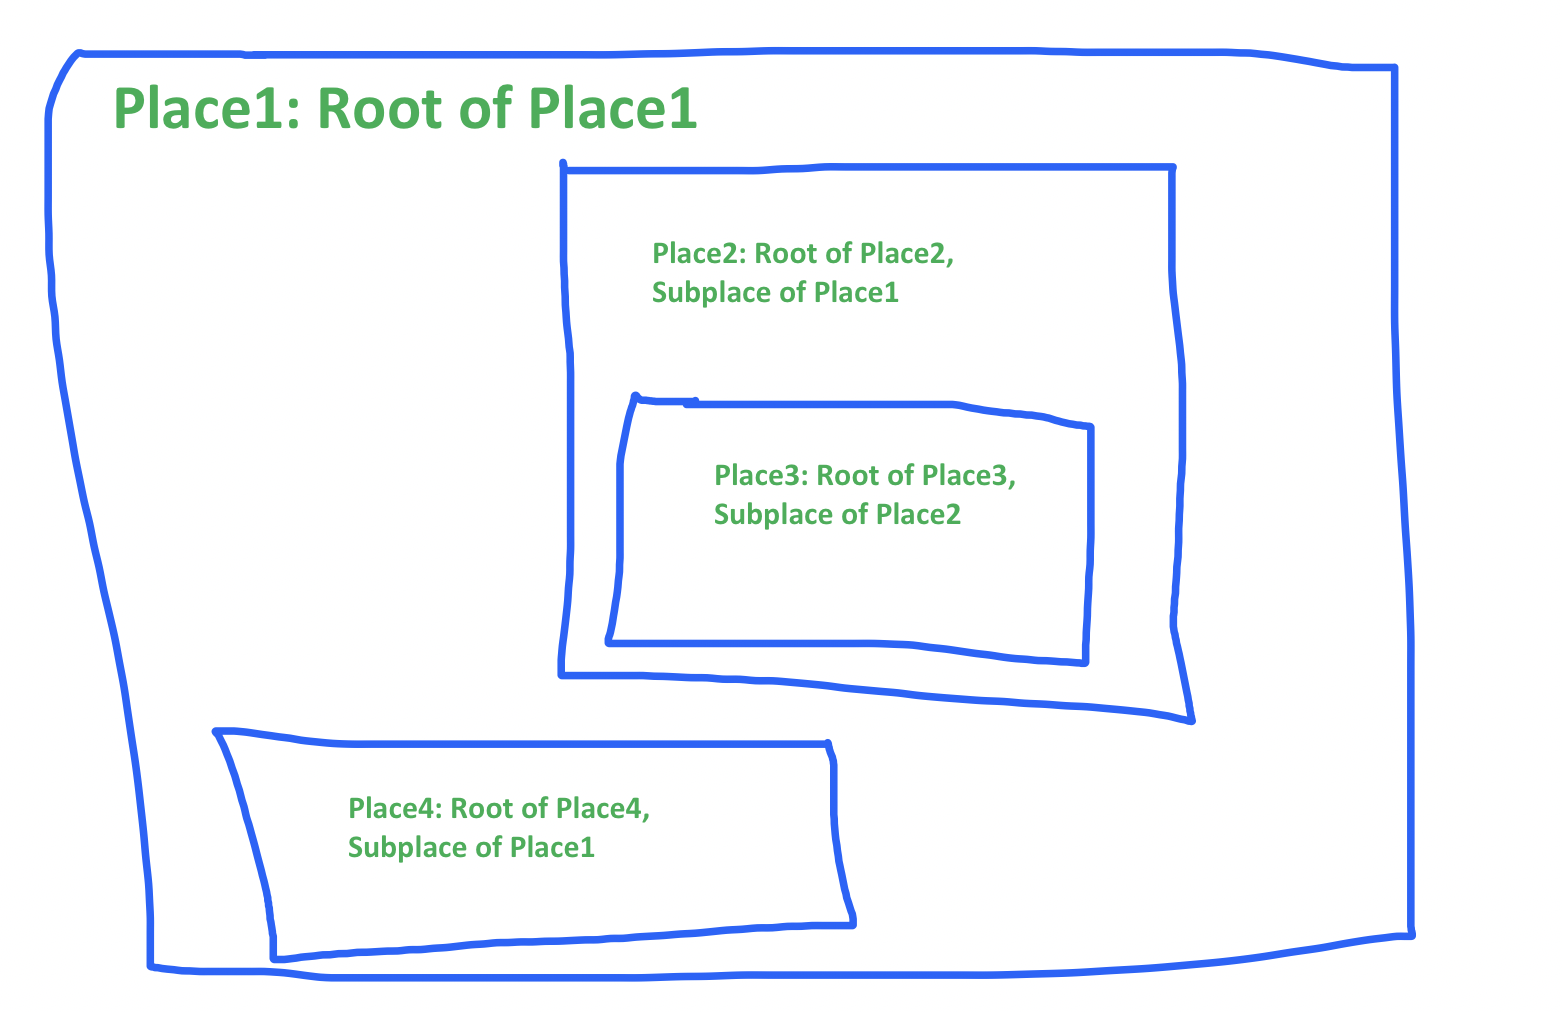 Place1: Root of Place1
Place2: Root of Place2,
Subplace of Place1
Place3: Root of Place3,
Subplace of Place2
Place4: Root of Place4,
Subplace of Place1